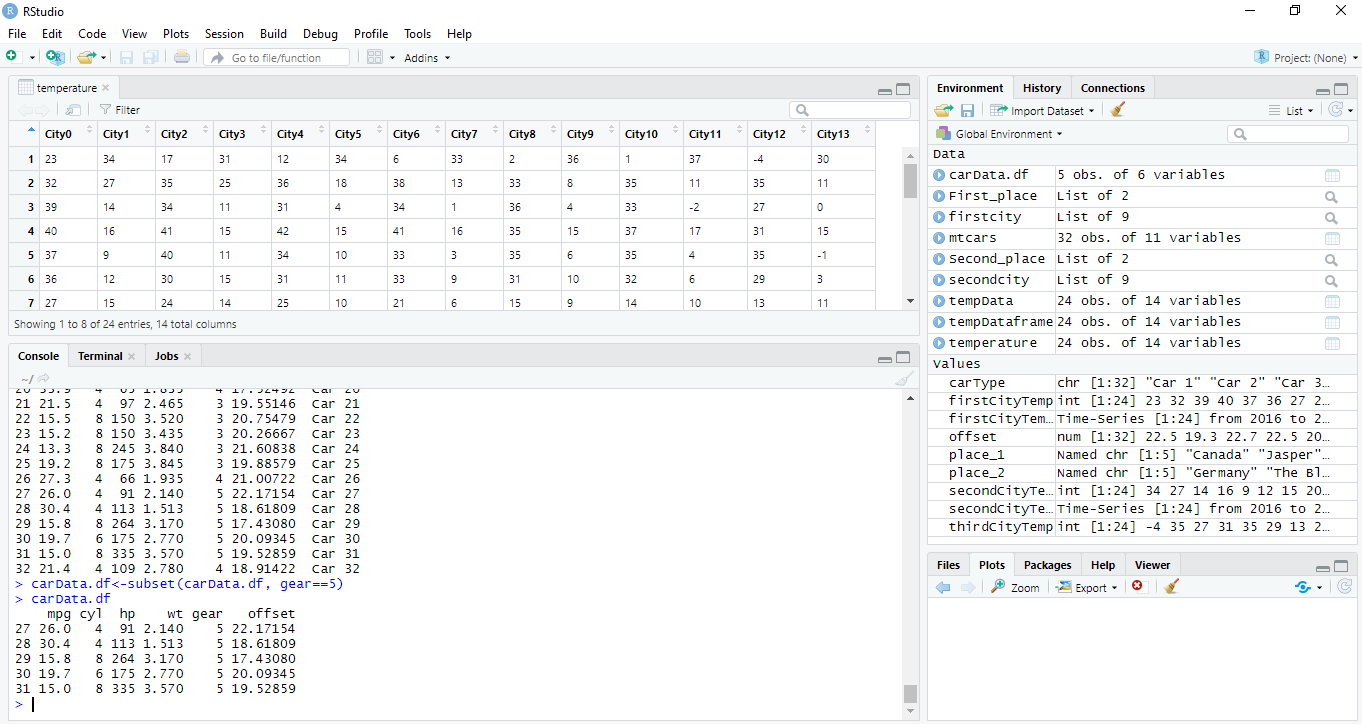 RStudio
File Edit Code View Plots Session Build Debug Profile Tools Help
Go to file/function Addins Project: (None)
temperature
Filter
City0 City1 City2 City3 City4 City5 City6 City7 City8 City9 City10 City11 City12 City13
1 23 34 17 31 12 34 6 33 2 36 1 37 -4 30
2 32 27 35 25 36 18 38 13 33 8 35 11 35 11
3 39 14 34 11 31 4 34 1 36 4 33 -2 27 0
4 40 16 41 15 42 15 41 16 35 15 37 17 31 15
5 37 9 40 11 34 10 33 3 35 6 35 4 35 -1
6 36 12 30 15 31 11 33 9 31 10 32 6 29 3
7 27 15 24 14 25 10 21 6 15 9 14 10 13 11
Showing 1 to 8 of 24 entries, 14 total columns
Console Terminal Jobs
~/
20 33.9 4 65 1.835 4 17.52492 Car 20
21 21.5 4 97 2.465 3 19.55146 Car 21
22 15.5 8 150 3.520 3 20.75479 Car 22
23 15.2 8 150 3.435 3 20.26667 Car 23
24 13.3 8 245 3.840 3 21.60838 Car 24
25 19.2 8 175 3.845 3 19.88579 Car 25
26 27.3 4 66 1.935 4 21.00722 Car 26
27 26.0 4 91 2.140 5 22.17154 Car 27
28 30.4 4 113 1.513 5 18.61809 Car 28
29 15.8 8 264 3.170 5 17.43080 Car 29
30 19.7 6 175 2.770 5 20.09345 Car 30
31 15.0 8 335 3.570 5 19.52859 Car 31
32 21.4 4 109 2.780 4 18.91422 Car 32
> carData.df<-subset(carData.df, gear==5)
> carData.df
mpg cyl hp wt gear offset
27 26.0 4 91 2.140 5 22.17154
28 30.4 4 113 1.513 5 18.61809
29 15.8 8 264 3.170 5 17.43080
30 19.7 6 175 2.770 5 20.09345
31 15.0 8 335 3.570 5 19.52859
>
Environment History Connections
Import Dataset List
Global Environment
Data
carData.df 5 obs. of 6 variables
First_place List of 2
firstcity List of 9
mtcars 32 obs. of 11 variables
Second_place List of 2
secondcity List of 9
tempData 24 obs. of 14 variables
tempDataframe 24 obs. of 14 variables
temperature 24 obs. of 14 variables
Values
carType chr [1:32] "Car 1" "Car 2" "Car 3…
firstCityTemp int [1:24] 23 32 39 40 37 36 27 2…
firstCityTem… Time-Series [1:24] from 2016 to 2…
offset num [1:32] 22.5 19.3 22.7 22.5 20…
place_1 Named chr [1:5] "Canada" "Jasper"…
place_2 Named chr [1:5] "Germany" "The Bl…
secondCityTe… int [1:24] 34 27 14 16 9 12 15 20…
secondCityTe… Time-Series [1:24] from 2016 to 2…
thirdCityTemp int [1:24] -4 35 27 31 35 29 13 2…
Files Plots Packages Help Viewer
Zoom Export